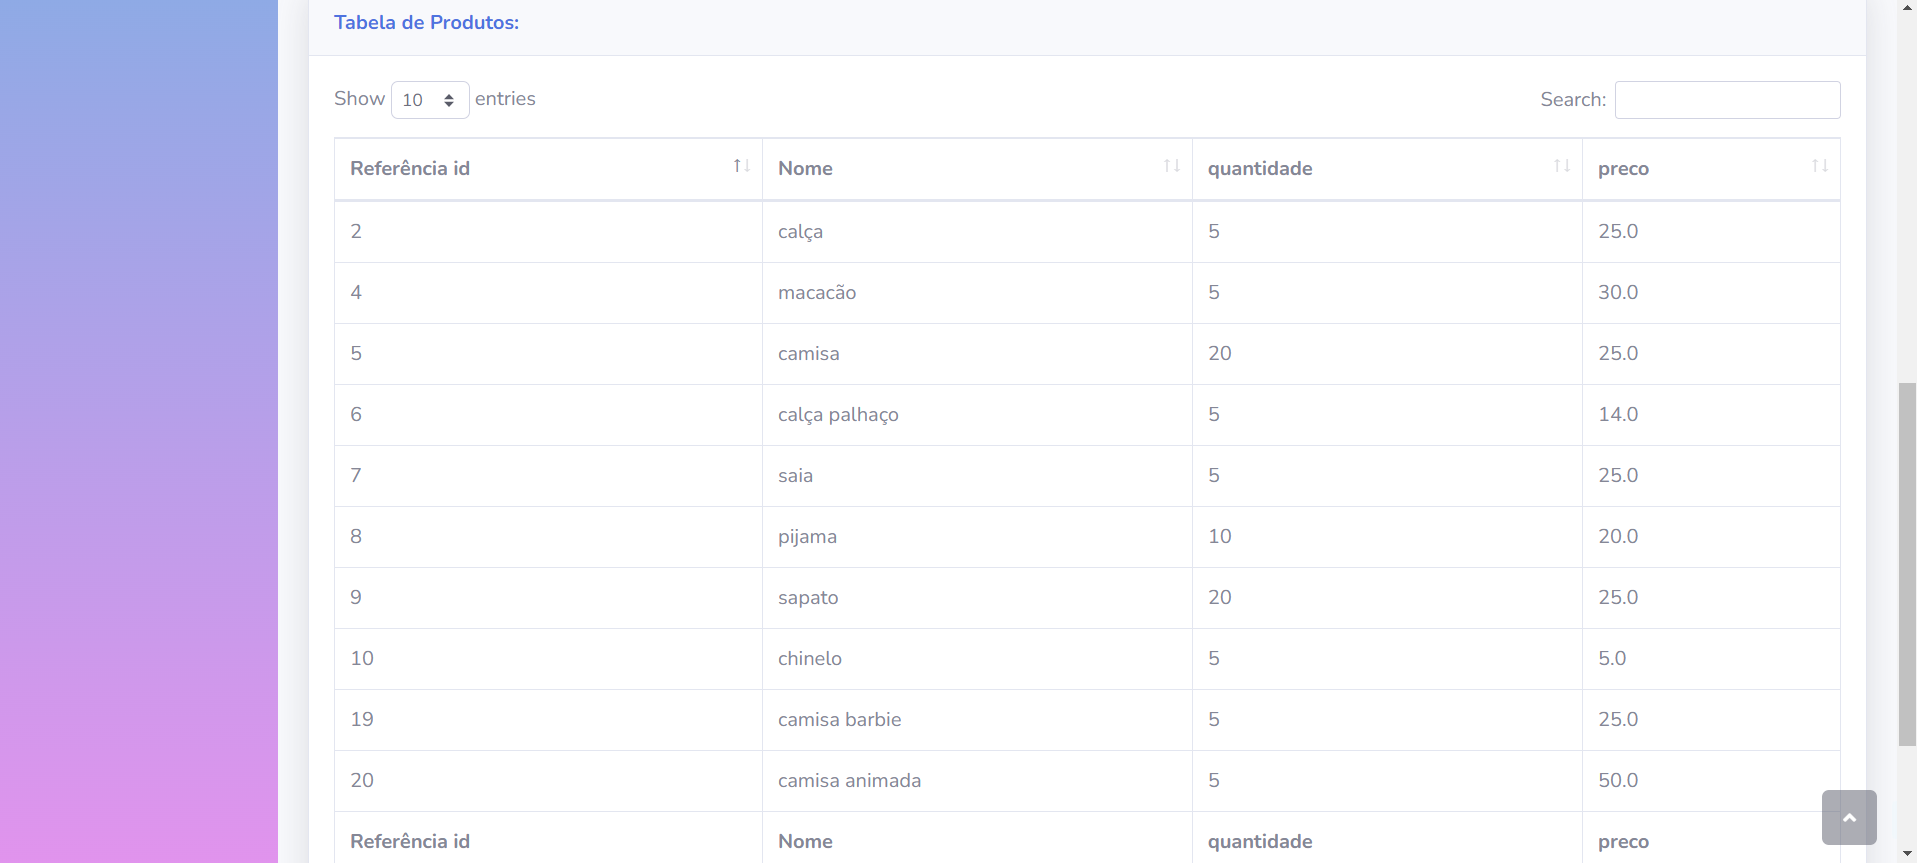 Tabela de Produtos:
Show 10 entries
Search:
Referência id Nome quantidade preco
2 calça 5 25.0
4 macacão 5 30.0
5 camisa 20 25.0
6 calça palhaço 5 14.0
7 saia 5 25.0
8 pijama 10 20.0
9 sapato 20 25.0
10 chinelo 5 5.0
19 camisa barbie 5 25.0
20 camisa animada 5 50.0
Referência id Nome quantidade preco